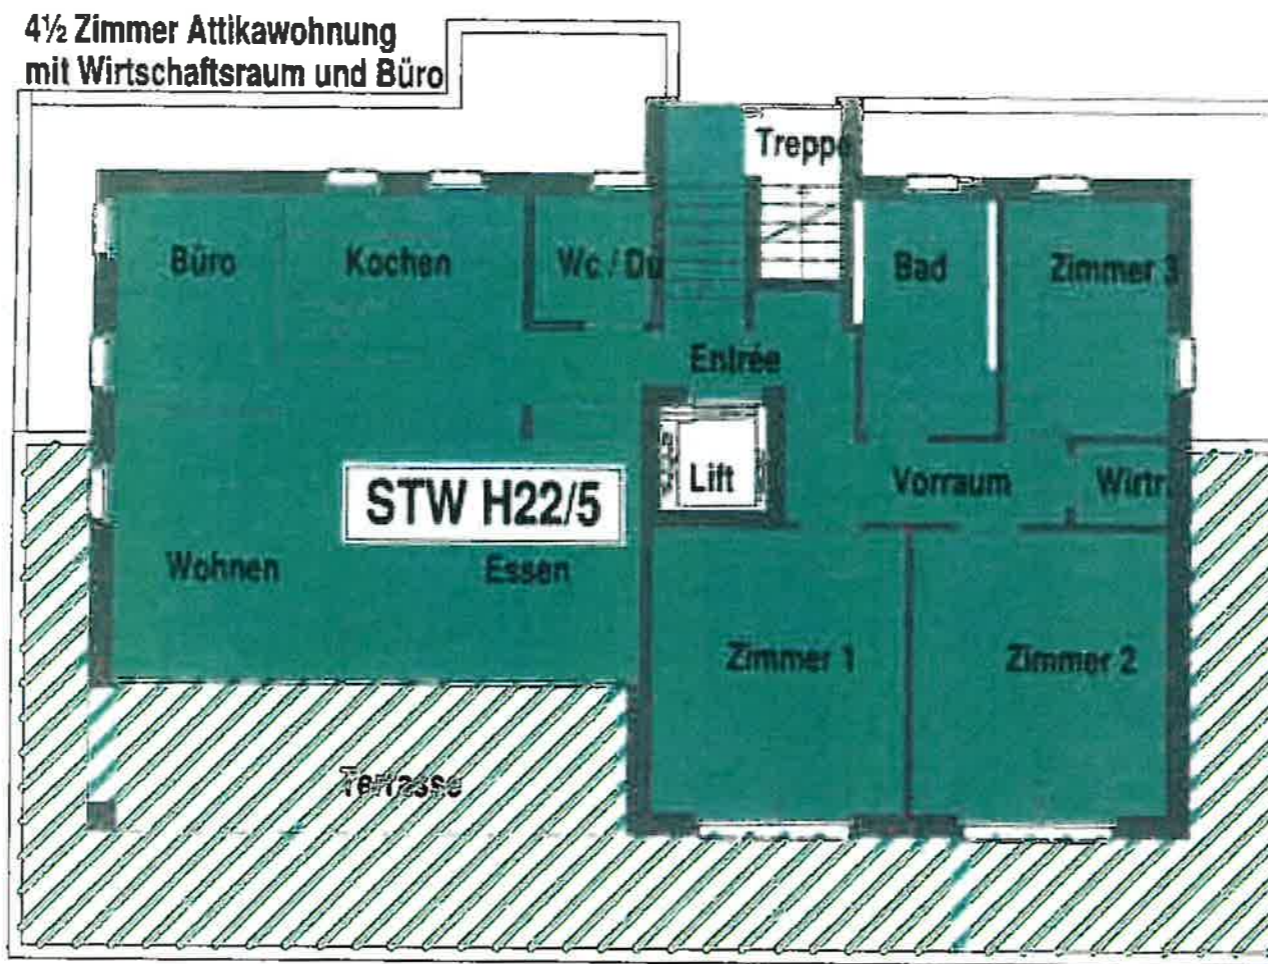 4½ Zimmer Attikawohnung
mit Wirtschaftsraum und Büro
Treppe
Büro
Kochen
Wc / Du
Bad
Zimmer 3
Entrée
Lift
Vorraum
Wirtr.
STW H22/5
Wohnen
Essen
Zimmer 1
Zimmer 2
Terrasse